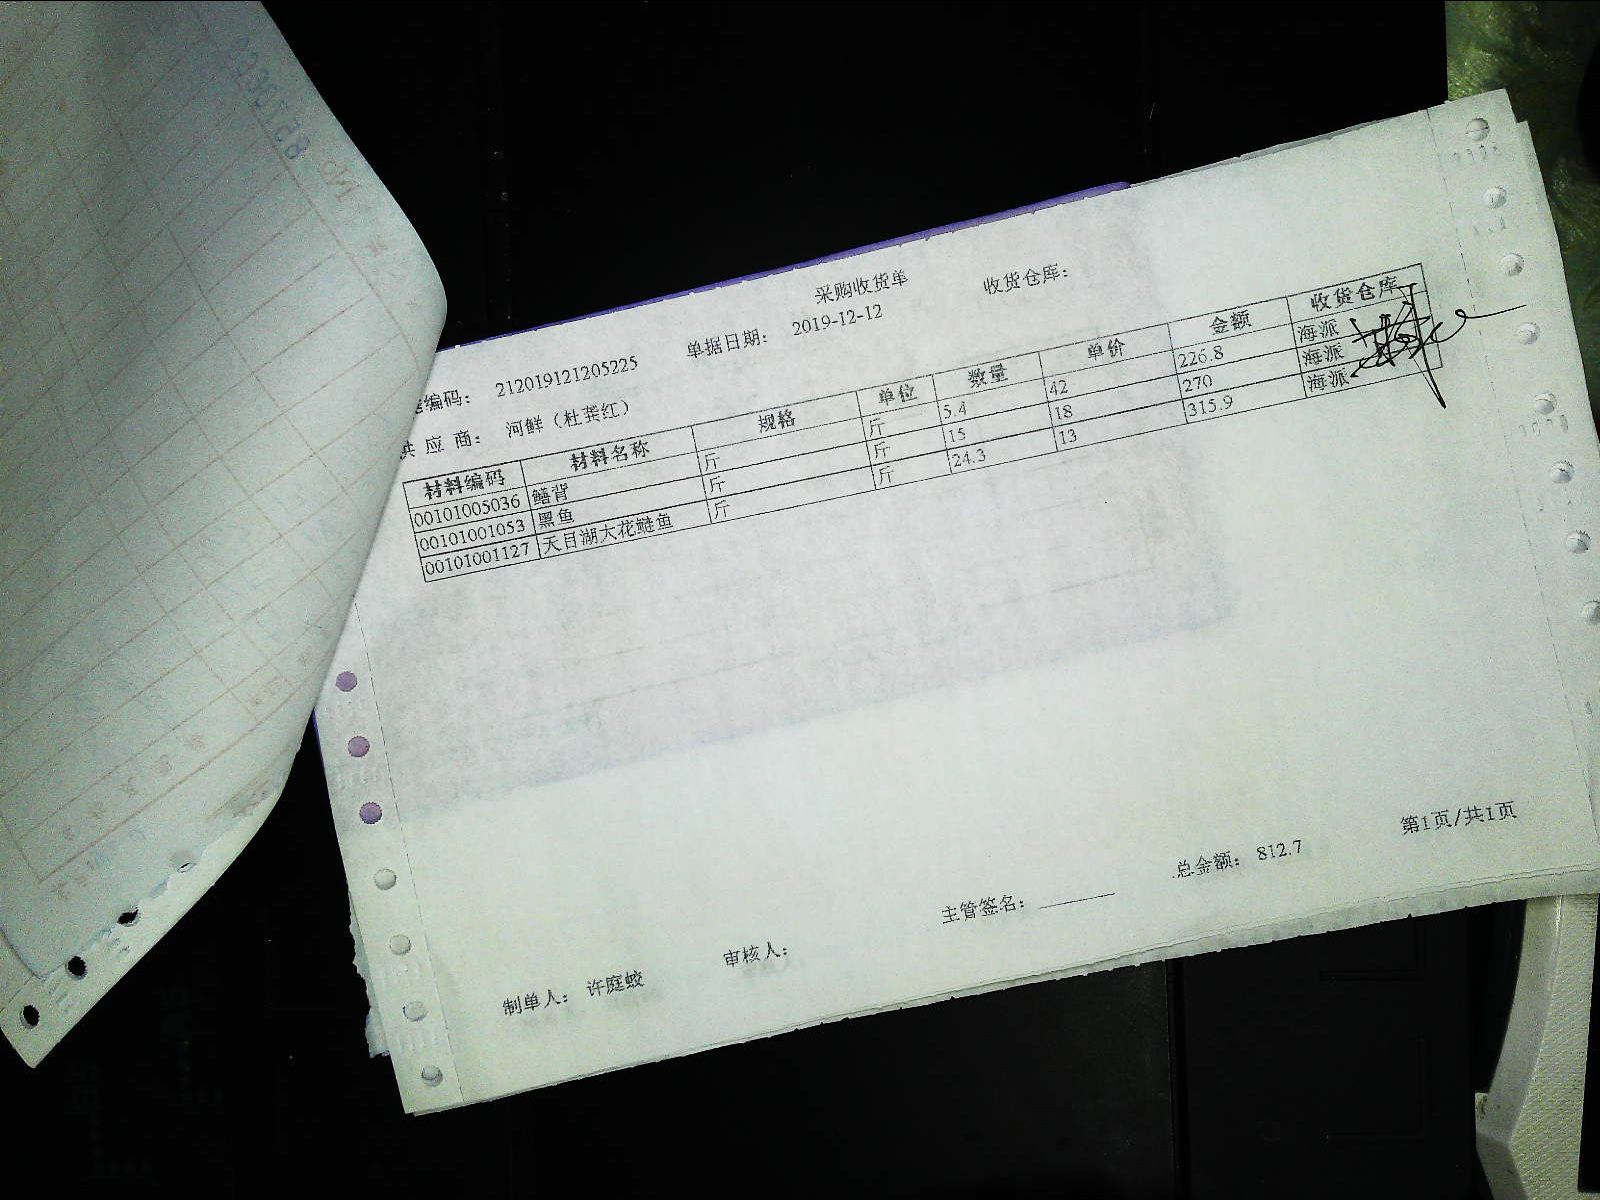 采购收货单
编码： 212019121205225 单据日期： 2019-12-12 收货仓库：
供 应 商： 河鲜（杜龚红）
材料编码 材料名称 规格 单位 数量 单价 金额 收货仓库
00101005036 鳝背 斤 斤 5.4 42 226.8 海派
00101001053 黑鱼 斤 斤 15 18 270 海派
00101001127 天目湖大花鲢鱼 斤 斤 24.3 13 315.9 海派
总金额： 812.7 第1页/共1页
制单人： 许庭蛟 审核人： 主管签名：